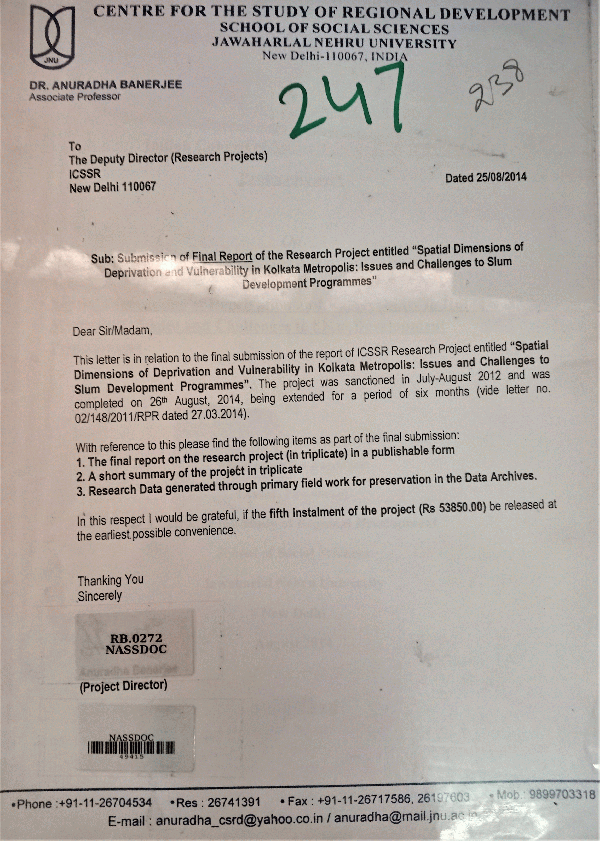 CENTRE FOR THE STUDY OF REGIONAL DEVELOPMENT
SCHOOL OF SOCIAL SCIENCES
JAWAHARLAL NEHRU UNIVERSITY
New Delhi-110067, INDIA
JNU
DR. ANURADHA BANERJEE
Associate Professor
247
238
To
The Deputy Director (Research Projects)
ICSSR
New Delhi 110067
Dated 25/08/2014
Sub: Submission of Final Report of the Research Project entitled “Spatial Dimensions of
Deprivation and Vulnerability in Kolkata Metropolis: Issues and Challenges to Slum
Development Programmes”
Dear Sir/Madam,
This letter is in relation to the final submission of the report of ICSSR Research Project entitled “Spatial
Dimensions of Deprivation and Vulnerability in Kolkata Metropolis: Issues and Challenges to
Slum Development Programmes”. The project was sanctioned in July-August 2012 and was
completed on 26th August, 2014, being extended for a period of six months (vide letter no.
02/148/2011/RPR dated 27.03.2014).
With reference to this please find the following items as part of the final submission:
1. The final report on the research project (in triplicate) in a publishable form
2. A short summary of the project in triplicate
3. Research Data generated through primary field work for preservation in the Data Archives.
In this respect I would be grateful, if the fifth Instalment of the project (Rs 53850.00) be released at
the earliest possible convenience.
Thanking You
Sincerely
RB.0272
NASSDOC
Anuradha Banerjee
(Project Director)
NASSDOC
49415
•Phone :+91-11-26704534 •Res : 26741391 •Fax : +91-11-26717586, 26197603 •Mob.: 9899703318
E-mail : anuradha_csrd@yahoo.co.in / anuradha@mail.jnu.ac.in